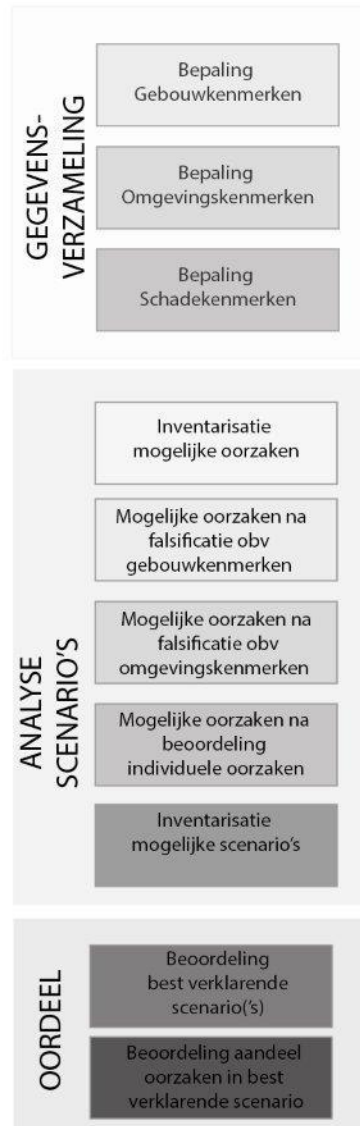 GEGEVENS-
VERZAMELING
Bepaling
Gebouwkenmerken
Bepaling
Omgevingskenmerken
Bepaling
Schadekenmerken
ANALYSE
SCENARIO'S
Inventarisatie
mogelijke oorzaken
Mogelijke oorzaken na
falsificatie obv
gebouwkenmerken
Mogelijke oorzaken na
falsificatie obv
omgevingskenmerken
Mogelijke oorzaken na
beoordeling
individuele oorzaken
Inventarisatie
mogelijke scenario's
OORDEEL
Beoordeling
best verklarende
scenario('s)
Beoordeling aandeel
oorzaken in best
verklarende scenario